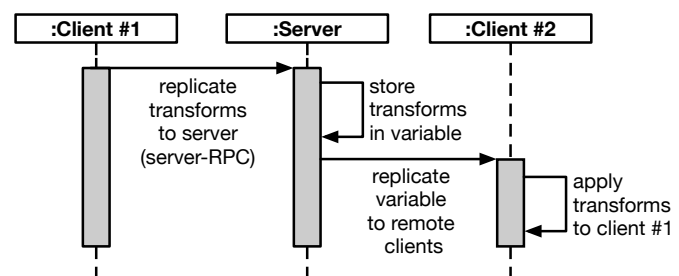 :Client #1
:Server
:Client #2
replicate
transforms
to server
(server-RPC)
store
transforms
in variable
replicate
variable
to remote
clients
apply
transforms
to client #1